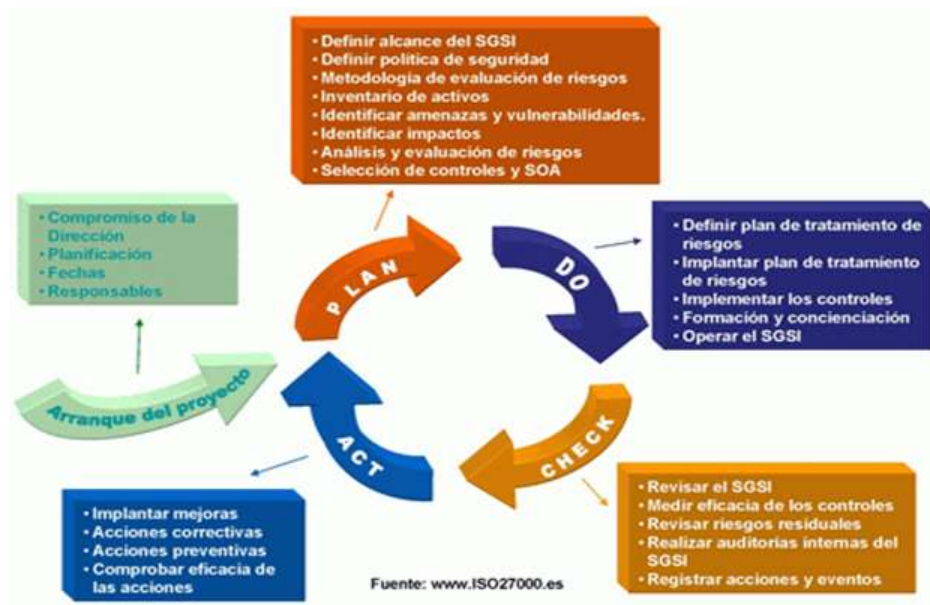 • Definir alcance del SGSI
• Definir política de seguridad
• Metodología de evaluación de riesgos
• Inventario de activos
• Identificar amenazas y vulnerabilidades.
• Identificar impactos
• Análisis y evaluación de riesgos
• Selección de controles y SOA
• Compromiso de la
Dirección
• Planificación
• Fechas
• Responsables
Arranque del proyecto
PLAN
DO
• Definir plan de tratamiento de
riesgos
• Implantar plan de tratamiento
de riesgos
• Implementar los controles
• Formación y concienciación
• Operar el SGSI
CHECK
• Revisar el SGSI
• Medir eficacia de los controles
• Revisar riesgos residuales
• Realizar auditorías internas del
SGSI
• Registrar acciones y eventos
ACT
• Implantar mejoras
• Acciones correctivas
• Acciones preventivas
• Comprobar eficacia de
las acciones
Fuente: www.ISO27000.es